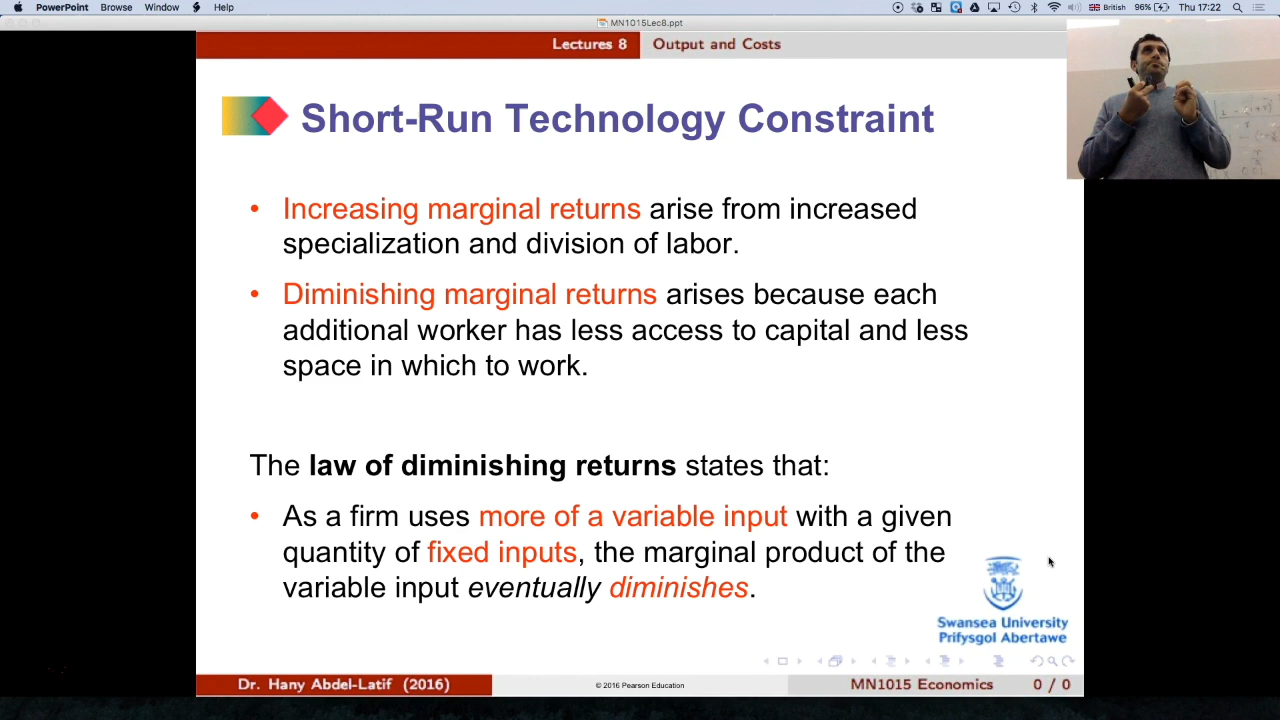 PowerPoint Browse Window Help British 96% Thu 17:22
MN1015Lec8.ppt
Lectures 8 Output and Costs
Short-Run Technology Constraint
• Increasing marginal returns arise from increased
specialization and division of labor.
• Diminishing marginal returns arises because each
additional worker has less access to capital and less
space in which to work.
The law of diminishing returns states that:
• As a firm uses more of a variable input with a given
quantity of fixed inputs, the marginal product of the
variable input eventually diminishes.
Swansea University
Prifysgol Abertawe
Dr. Hany Abdel-Latif (2016) © 2016 Pearson Education MN1015 Economics 0 / 0